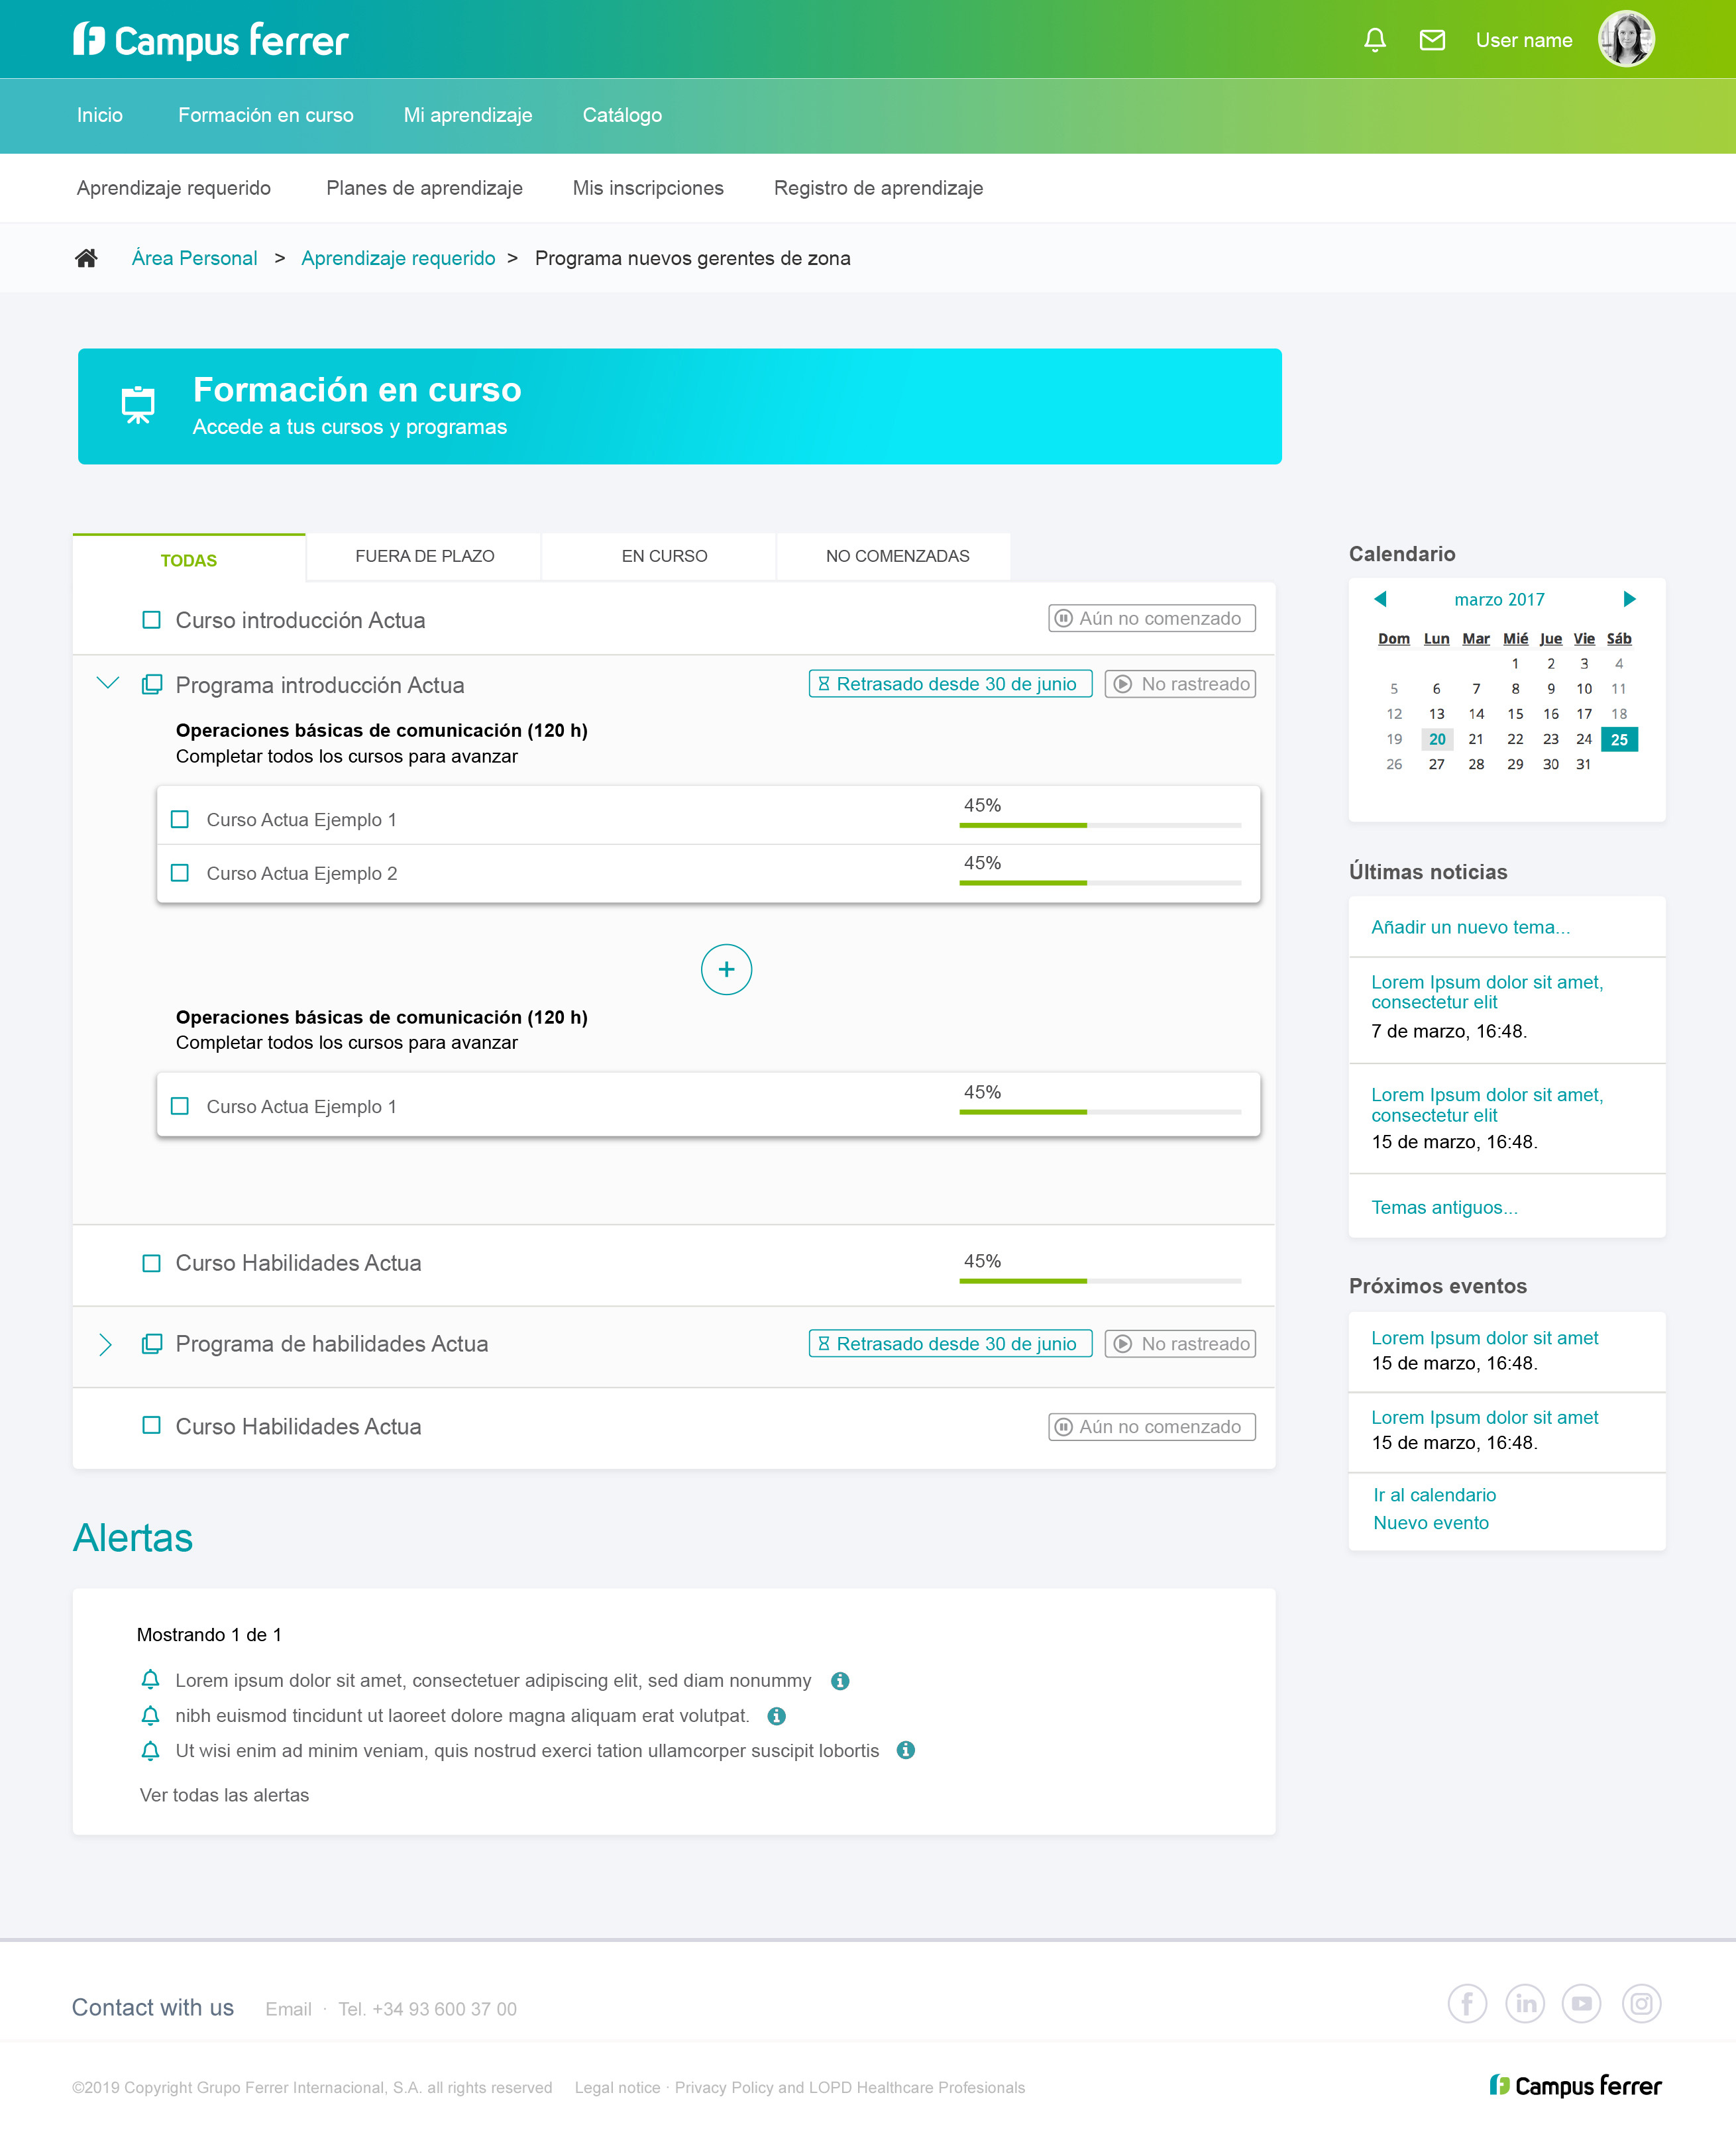 Campus ferrer
User name
Inicio
Formación en curso
Mi aprendizaje
Catálogo
Aprendizaje requerido
Planes de aprendizaje
Mis inscripciones
Registro de aprendizaje
Área Personal > Aprendizaje requerido > Programa nuevos gerentes de zona
Formación en curso
Accede a tus cursos y programas
TODAS
FUERA DE PLAZO
EN CURSO
NO COMENZADAS
Curso introducción Actua
Aún no comenzado
Programa introducción Actua
Retrasado desde 30 de junio
No rastreado
Operaciones básicas de comunicación (120 h)
Completar todos los cursos para avanzar
Curso Actua Ejemplo 1
45%
Curso Actua Ejemplo 2
45%
+
Operaciones básicas de comunicación (120 h)
Completar todos los cursos para avanzar
Curso Actua Ejemplo 1
45%
Curso Habilidades Actua
45%
Programa de habilidades Actua
Retrasado desde 30 de junio
No rastreado
Curso Habilidades Actua
Aún no comenzado
Alertas
Mostrando 1 de 1
Lorem ipsum dolor sit amet, consectetuer adipiscing elit, sed diam nonummy
nibh euismod tincidunt ut laoreet dolore magna aliquam erat volutpat.
Ut wisi enim ad minim veniam, quis nostrud exerci tation ullamcorper suscipit lobortis
Ver todas las alertas
Calendario
marzo 2017
Dom Lun Mar Mié Jue Vie Sáb
1 2 3 4
5 6 7 8 9 10 11
12 13 14 15 16 17 18
19 20 21 22 23 24 25
26 27 28 29 30 31
Últimas noticias
Añadir un nuevo tema...
Lorem Ipsum dolor sit amet,
consectetur elit
7 de marzo, 16:48.
Lorem Ipsum dolor sit amet,
consectetur elit
15 de marzo, 16:48.
Temas antiguos...
Próximos eventos
Lorem Ipsum dolor sit amet
15 de marzo, 16:48.
Lorem Ipsum dolor sit amet
15 de marzo, 16:48.
Ir al calendario
Nuevo evento
Contact with us
Email · Tel. +34 93 600 37 00
©2019 Copyright Grupo Ferrer Internacional, S.A. all rights reserved
Legal notice · Privacy Policy and LOPD Healthcare Profesionals
Campus ferrer